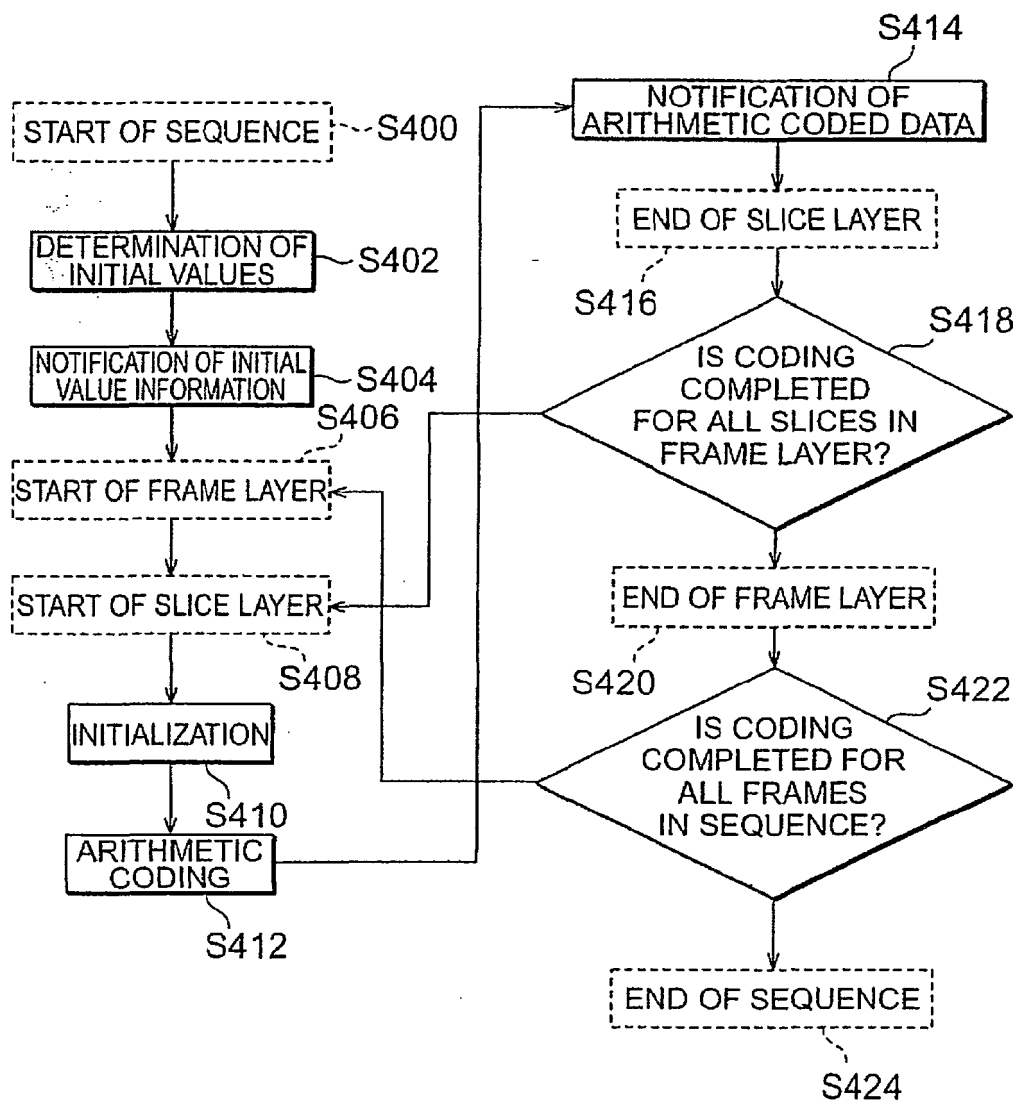 START OF SEQUENCE
S400
DETERMINATION OF
INITIAL VALUES
S402
NOTIFICATION OF INITIAL
VALUE INFORMATION
S404
S406
START OF FRAME LAYER
START OF SLICE LAYER
S408
INITIALIZATION
S410
ARITHMETIC
CODING
S412
S414
NOTIFICATION OF
ARITHMETIC CODED DATA
END OF SLICE LAYER
S416
S418
IS CODING
COMPLETED
FOR ALL SLICES IN
FRAME LAYER?
END OF FRAME LAYER
S420
S422
IS CODING
COMPLETED FOR
ALL FRAMES
IN SEQUENCE?
END OF SEQUENCE
S424